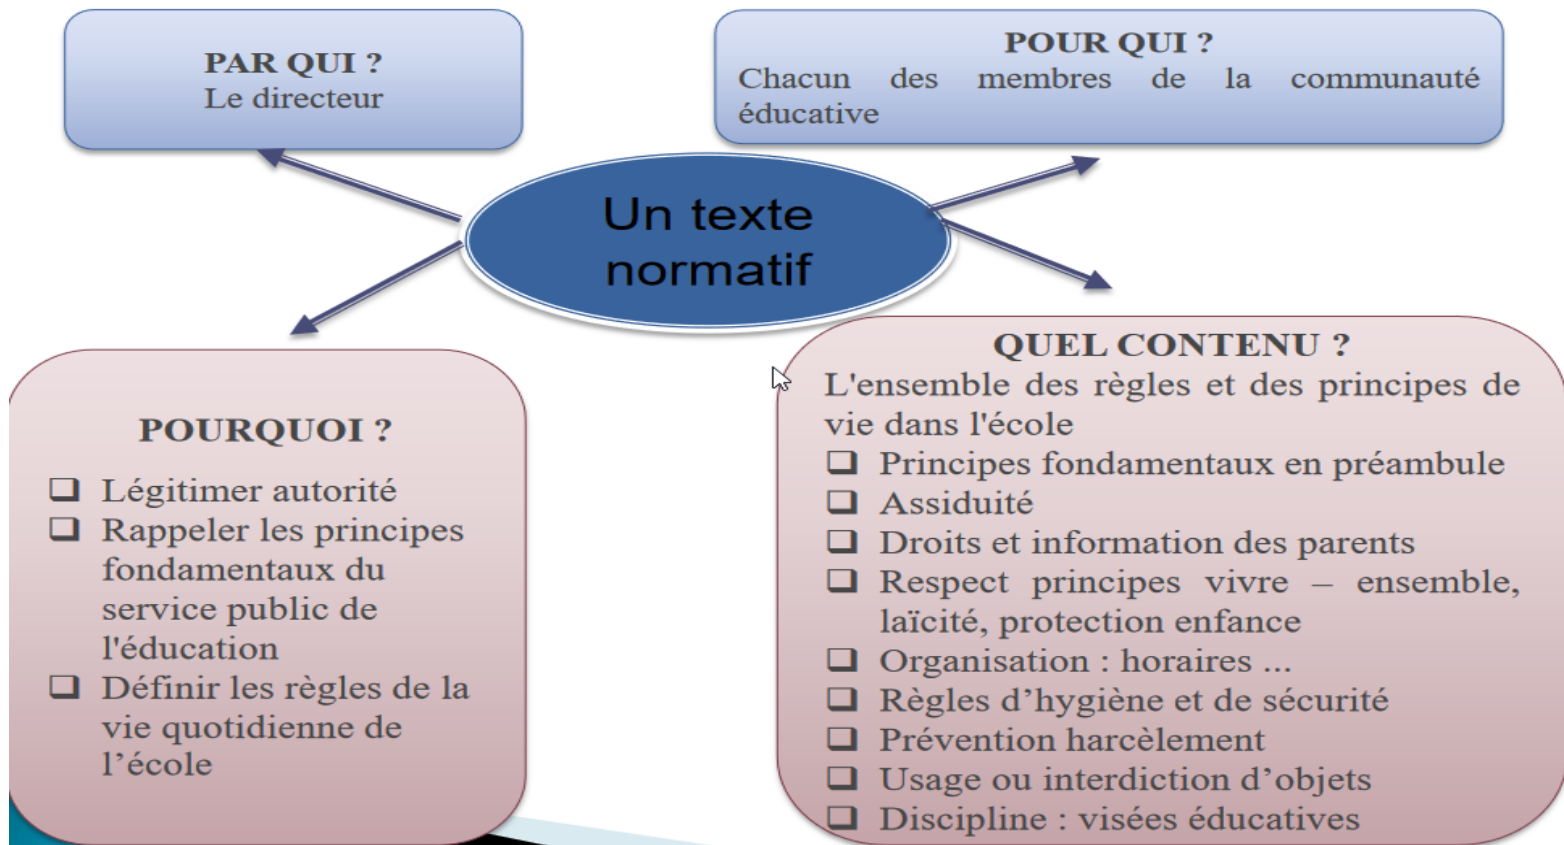 PAR QUI ?
Le directeur
POUR QUI ?
Chacun des membres de la communauté
éducative
Un texte
normatif
POURQUOI ?
❑ Légitimer autorité
❑ Rappeler les principes
fondamentaux du
service public de
l'éducation
❑ Définir les règles de la
vie quotidienne de
l’école
QUEL CONTENU ?
L'ensemble des règles et des principes de
vie dans l'école
❑ Principes fondamentaux en préambule
❑ Assiduité
❑ Droits et information des parents
❑ Respect principes vivre – ensemble,
laïcité, protection enfance
❑ Organisation : horaires ...
❑ Règles d’hygiène et de sécurité
❑ Prévention harcèlement
❑ Usage ou interdiction d’objets
❑ Discipline : visées éducatives